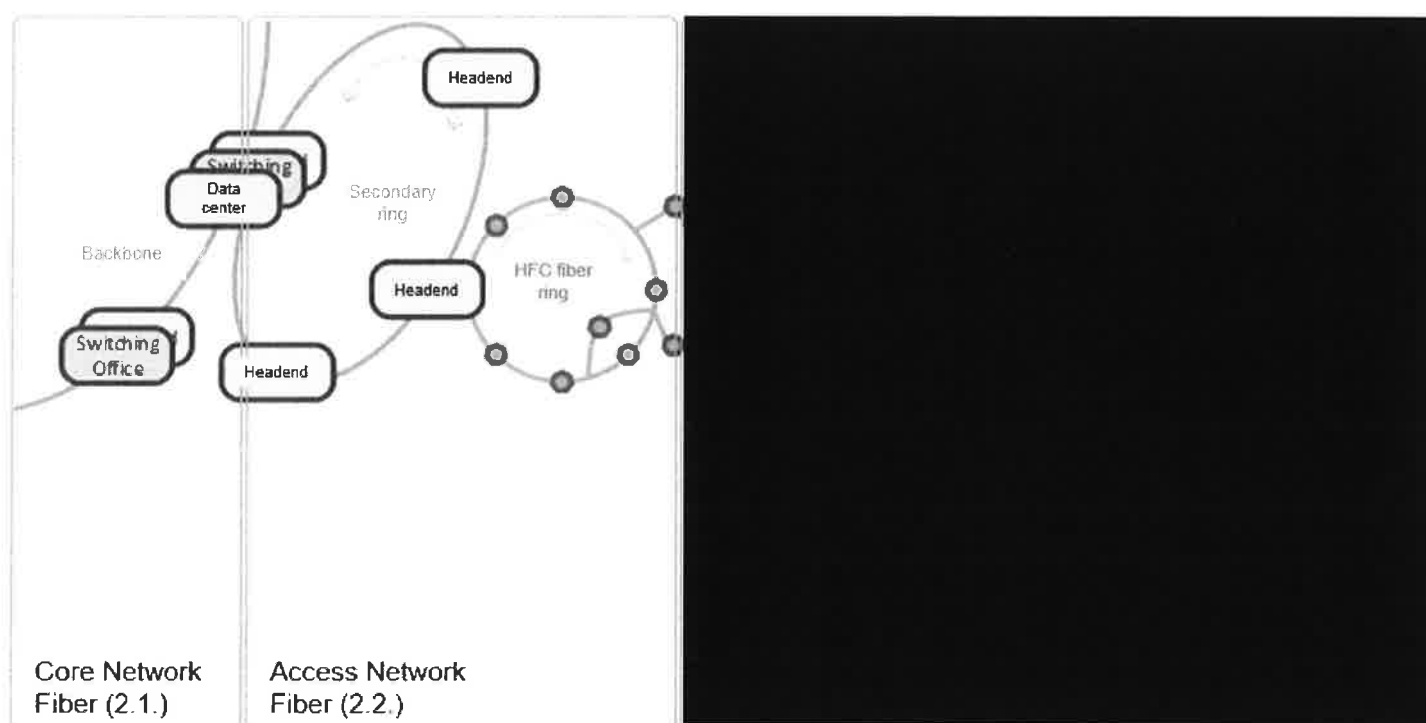 Headend
Switching
Data
center
Secondary
ring
Backbone
HFC fiber
ring
Headend
Switching
Office
Headend
Core Network
Fiber (2.1.)
Access Network
Fiber (2.2.)